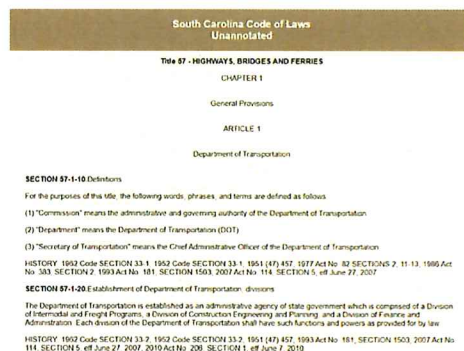 South Carolina Code of Laws
Unannotated
Title 57 - HIGHWAYS, BRIDGES AND FERRIES
CHAPTER 1
General Provisions
ARTICLE 1
Department of Transportation
SECTION 57-1-10.Definitions.
For the purposes of this title, the following words, phrases, and terms are defined as follows
(1) "Commission" means the administrative and governing authority of the Department of Transportation
(2) "Department" means the Department of Transportation (DOT)
(3) "Secretary of Transportation" means the Chief Administrative Officer of the Department of Transportation
HISTORY: 1962 Code SECTION 33-1, 1952 Code SECTION 33-1, 1951 (47) 457, 1977 Act No. 82 SECTIONS 2, 11-13, 1986 Act
No. 383, SECTION 2, 1993 Act No. 181, SECTION 1503, 2007 Act No. 114, SECTION 5, eff June 27, 2007
SECTION 57-1-20.Establishment of Department of Transportation, divisions
The Department of Transportation is established as an administrative agency of state government which is comprised of a Division
of Intermodal and Freight Programs, a Division of Construction Engineering and Planning, and a Division of Finance and
Administration. Each division of the Department of Transportation shall have such functions and powers as provided for by law
HISTORY: 1962 Code SECTION 33-2, 1952 Code SECTION 33-2, 1951 (47) 457, 1993 Act No. 181, SECTION 1503, 2007 Act No
114, SECTION 5, eff June 27, 2007, 2010 Act No. 206, SECTION 1, eff June 7, 2010